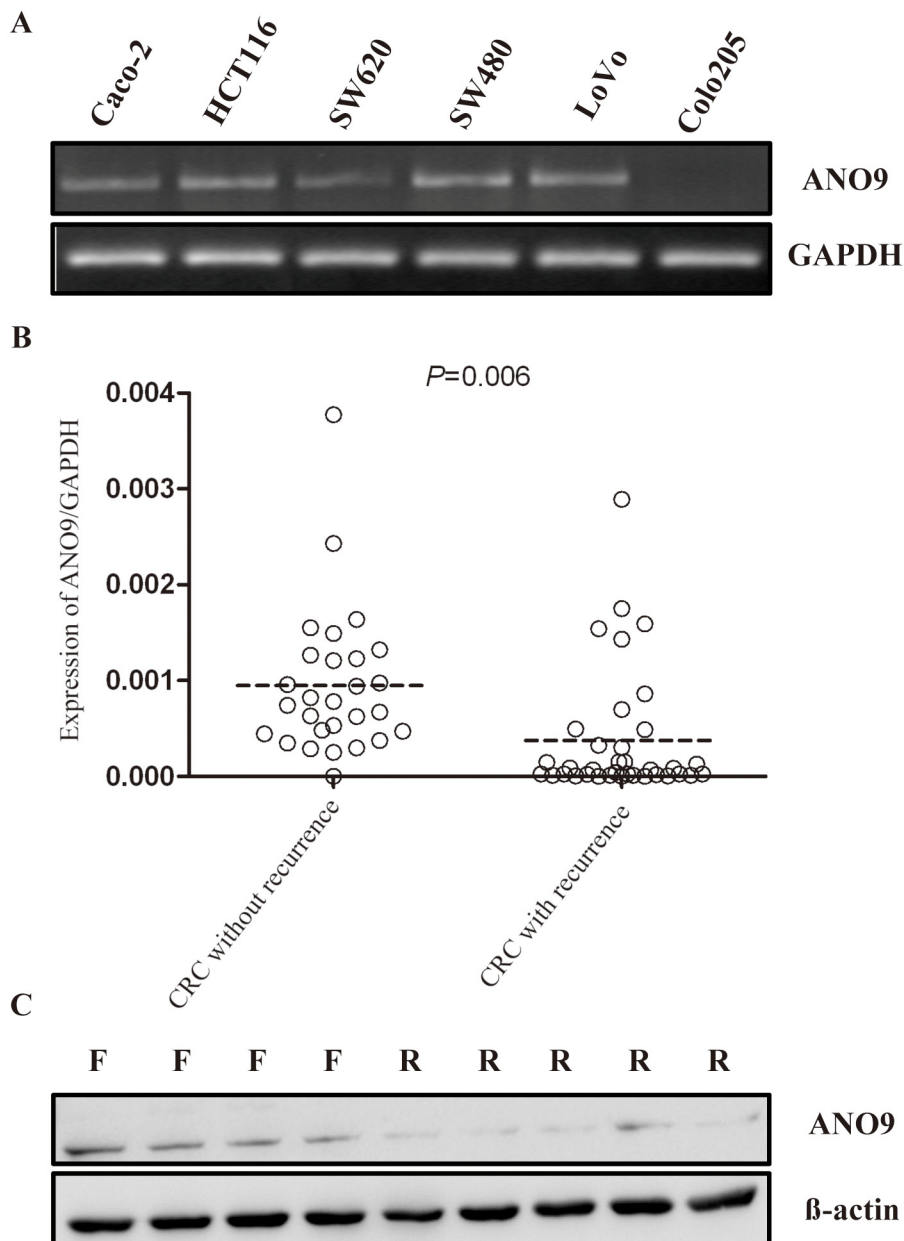 A
Caco-2 HCT116 SW620 SW480 LoVo Colo205
ANO9
GAPDH
B
P=0.006
Expression of ANO9/GAPDH
0.004
0.003
0.002
0.001
0.000
CRC without recurrence
CRC with recurrence
C
F F F F R R R R R
ANO9
ß-actin